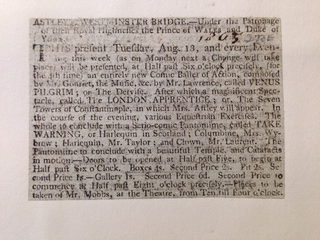 ASTLEY's, WESTMINSTER BRIDGE.—Under the Patronage
of their Royal Highnesses the Prince of WALES and Duke of
YORK.
THIS present Tuesday, Aug. 13, and every Even-
ing this week (as on Monday next a Change will take
place) will be presented, at Half past Six o'clock precisely, (for
the time) an entirely new Comic Ballet of Action, composed
by Mr. the Music, &c. by Mr. called VENUS
PILGRIM; or The Dervise. After which a magnificent Spec-
tacle, called The LONDON APPRENTICE; or, The Seven
Towers of Constantinople, in which Mrs. Astley will appear. In
the course of the evening, various Equestrian Exercises. The
whole to conclude with a Serio-comic Pantomime, called TAKE
WARNING, or Harlequin in Scotland; Columbine, Mas.
brow; Harlequin, Mr. Taylor; and Clown, Mr. Laurent. The
Pantomime to conclude with a beautiful Temple, and Cataracts
in motion—Doors to be opened at Half past Five, to begin at
Half past Six o'Clock. Boxes 4s. Second Price 2s. Pit 2s. Se-
cond Price 1s.—Gallery 1s. Second Price 6d. Second Price to
commence at Half past Eight o'clock precisely.—Places to be
taken of Mr. Mobbs, at the Theatre, from Ten till Four o'clock.